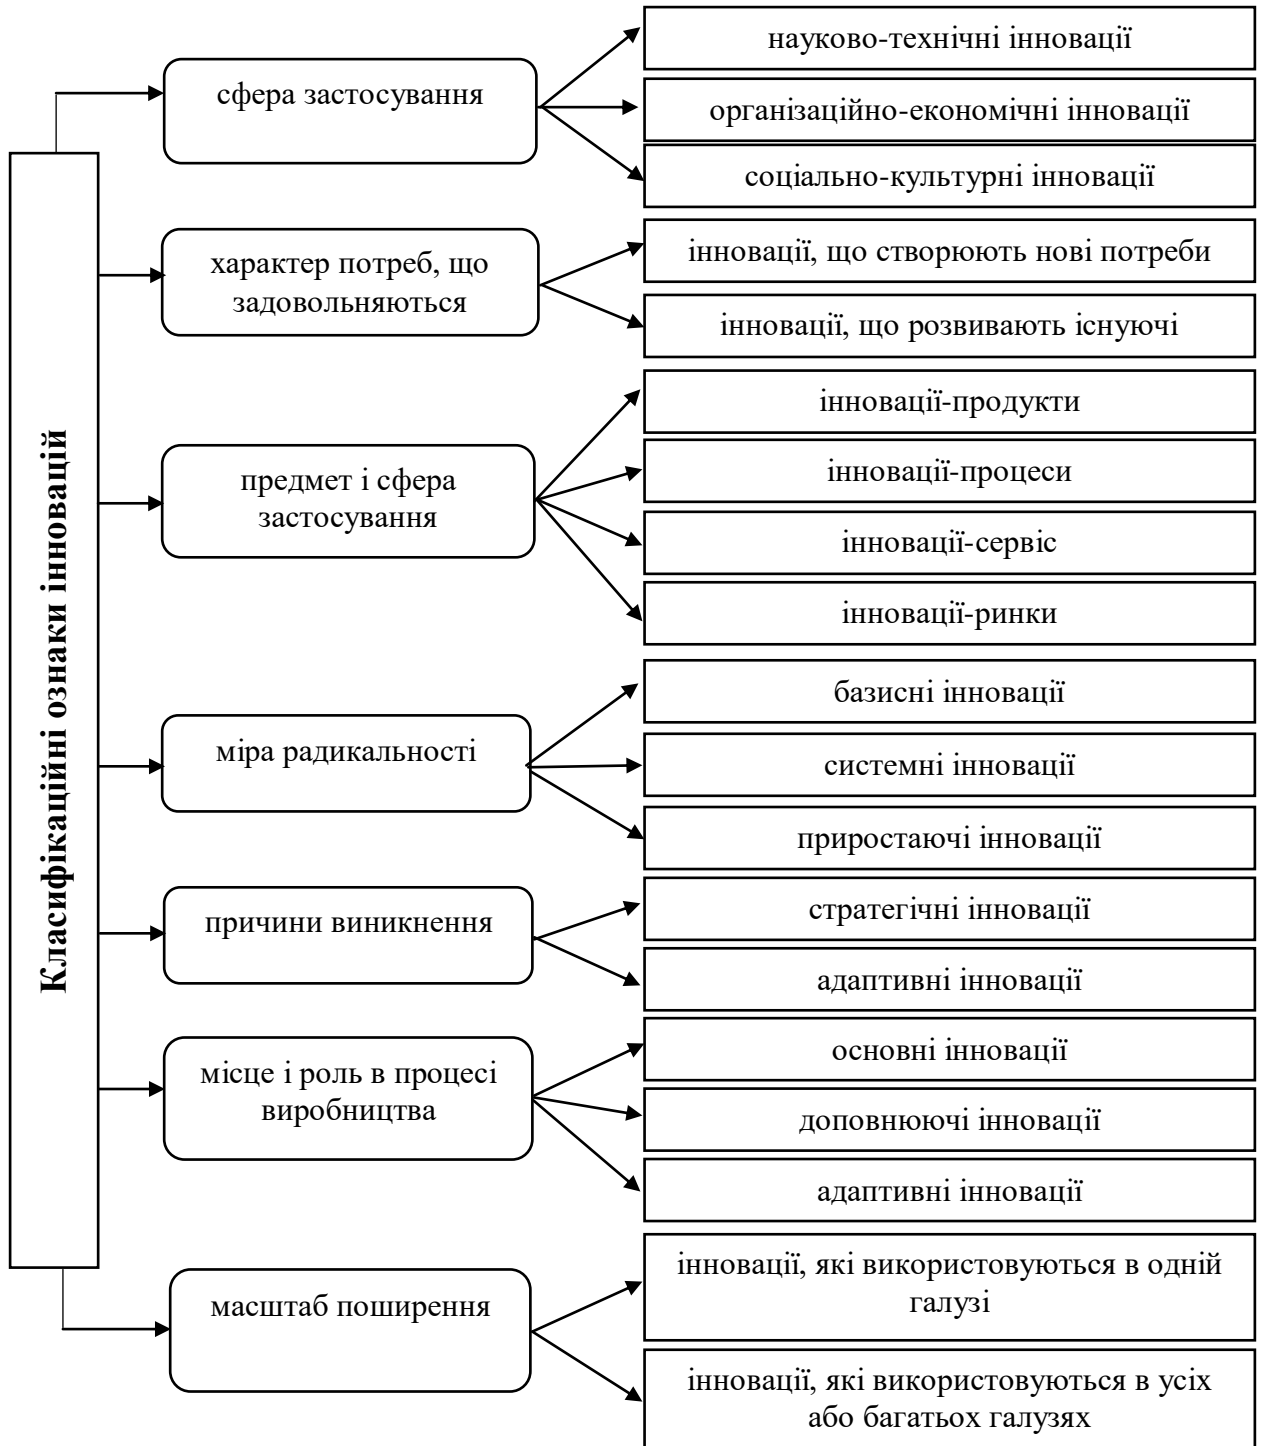 Класифікаційні ознаки інновацій
сфера застосування
науково-технічні інновації
організаційно-економічні інновації
соціально-культурні інновації
характер потреб, що
задовольняються
інновації, що створюють нові потреби
інновації, що розвивають існуючі
предмет і сфера
застосування
інновації-продукти
інновації-процеси
інновації-сервіс
інновації-ринки
міра радикальності
базисні інновації
системні інновації
приростаючі інновації
причини виникнення
стратегічні інновації
адаптивні інновації
місце і роль в процесі
виробництва
основні інновації
доповнюючі інновації
адаптивні інновації
масштаб поширення
інновації, які використовуються в одній
галузі
інновації, які використовуються в усіх
або багатьох галузях